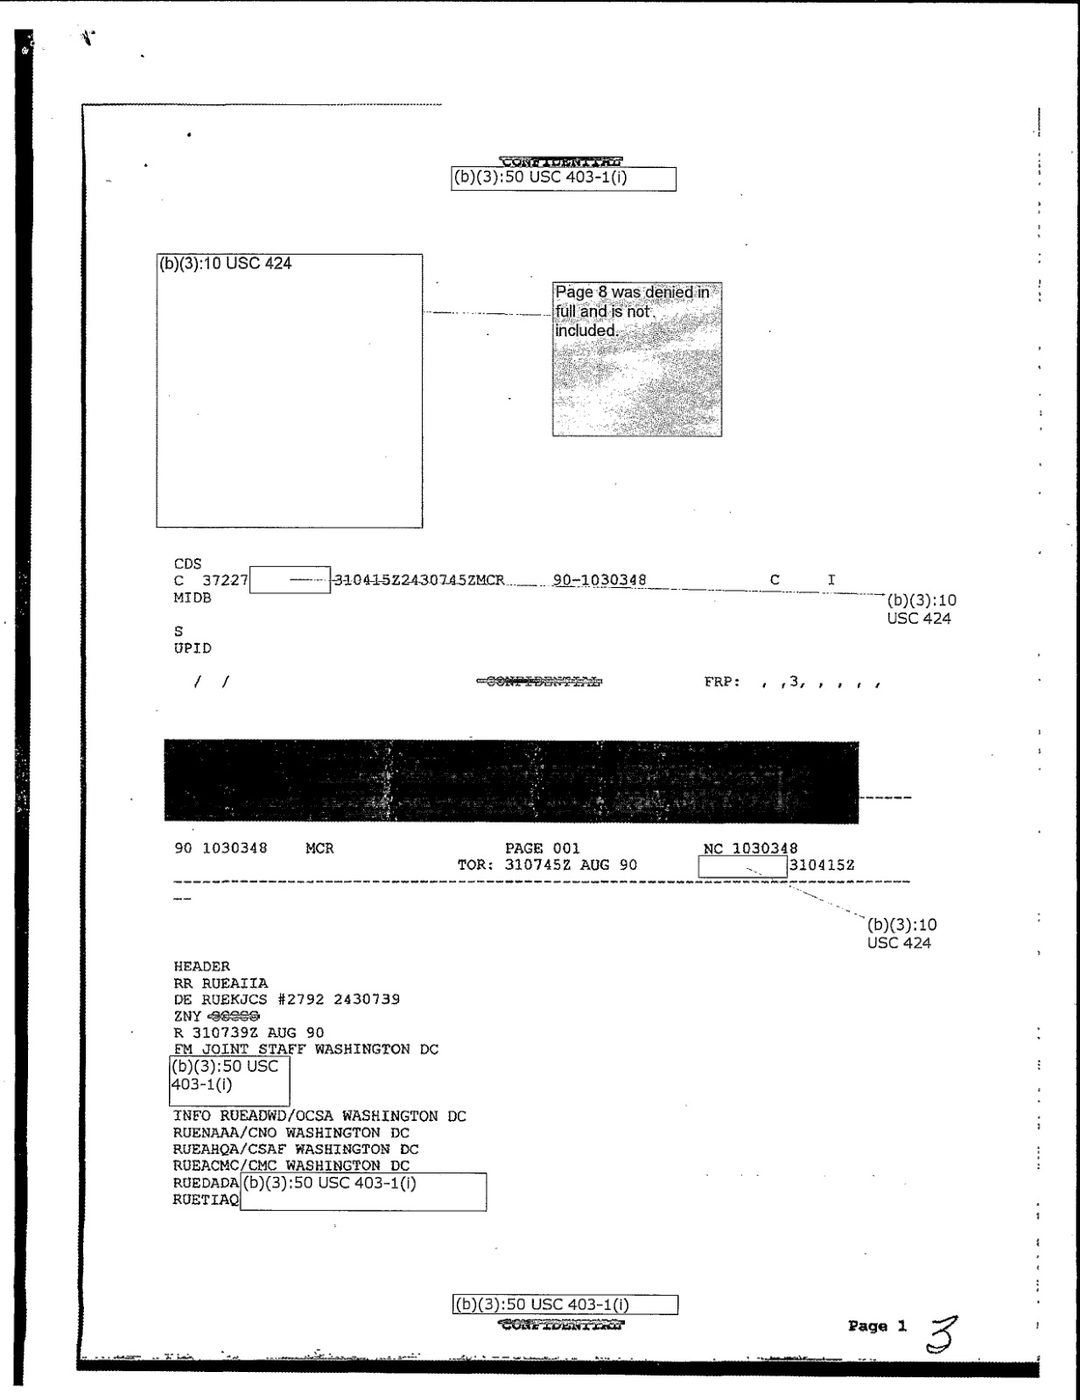 CONFIDENTIAL
(b)(3):50 USC 403-1(i)
(b)(3):10 USC 424
Page 8 was denied in
full and is not
included.
CDS
C 37227 310415Z2430745ZMCR 90-1030348 C I
MIDB
(b)(3):10
USC 424
S
UPID
/ / CONFIDENTIAL FRP: , ,3, , , , ,
90 1030348 MCR PAGE 001 NC 1030348
TOR: 310745Z AUG 90 310415Z
(b)(3):10
USC 424
HEADER
RR RUEAIIA
DE RUEKJCS #2792 2430739
ZNY
R 310739Z AUG 90
FM JOINT STAFF WASHINGTON DC
(b)(3):50 USC
403-1(i)
INFO RUEADWD/OCSA WASHINGTON DC
RUENAAA/CNO WASHINGTON DC
RUEAHQA/CSAF WASHINGTON DC
RUEACMC/CMC WASHINGTON DC
RUEDADA (b)(3):50 USC 403-1(i)
RUETIAQ
(b)(3):50 USC 403-1(i)
CONFIDENTIAL
Page 1 3